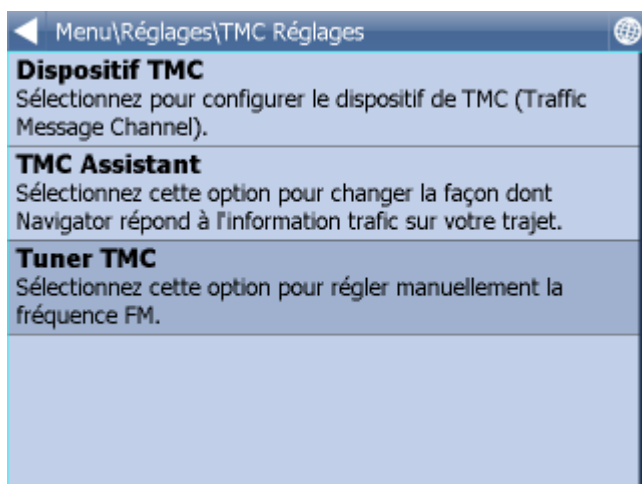 Menu\Réglages\TMC Réglages
Dispositif TMC
Sélectionnez pour configurer le dispositif de TMC (Traffic
Message Channel).
TMC Assistant
Sélectionnez cette option pour changer la façon dont
Navigator répond à l'information trafic sur votre trajet.
Tuner TMC
Sélectionnez cette option pour régler manuellement la
fréquence FM.